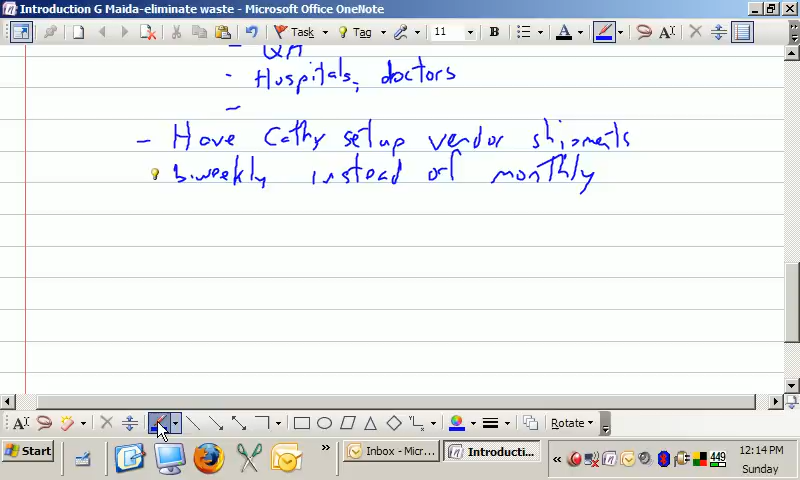 Introduction G Maida-eliminate waste - Microsoft Office OneNote
Task Tag 11 B A
- QA
- Hospitals, doctors
-
- Have Cathy setup vendor shipments
biweekly instead of monthly
Rotate
Start Inbox - Micr... Introducti... 449 12:14 PM
Sunday